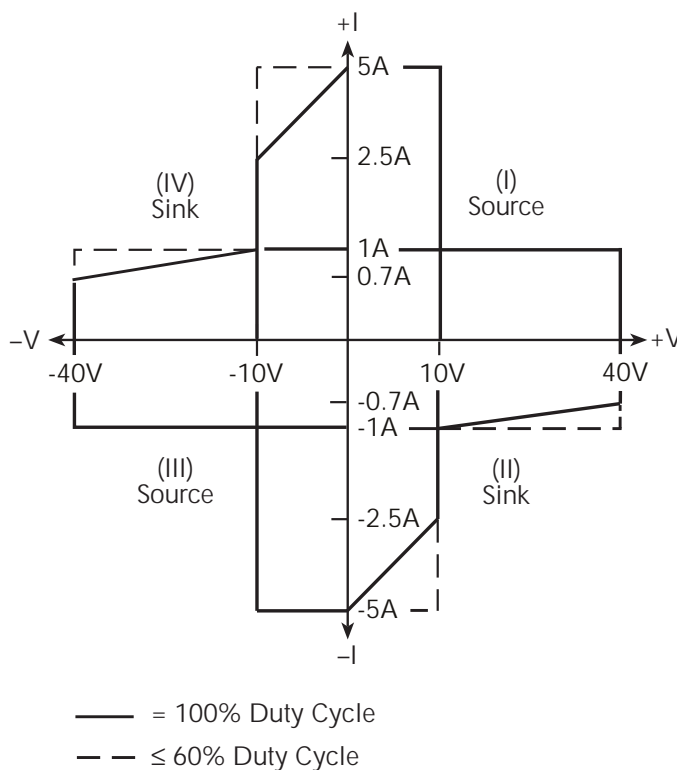 +I
5A
2.5A
(IV)
Sink
(I)
Source
1A
0.7A
–V
+V
-40V
-10V
10V
40V
-0.7A
-1A
(III)
Source
(II)
Sink
-2.5A
-5A
–I
= 100% Duty Cycle
≤ 60% Duty Cycle